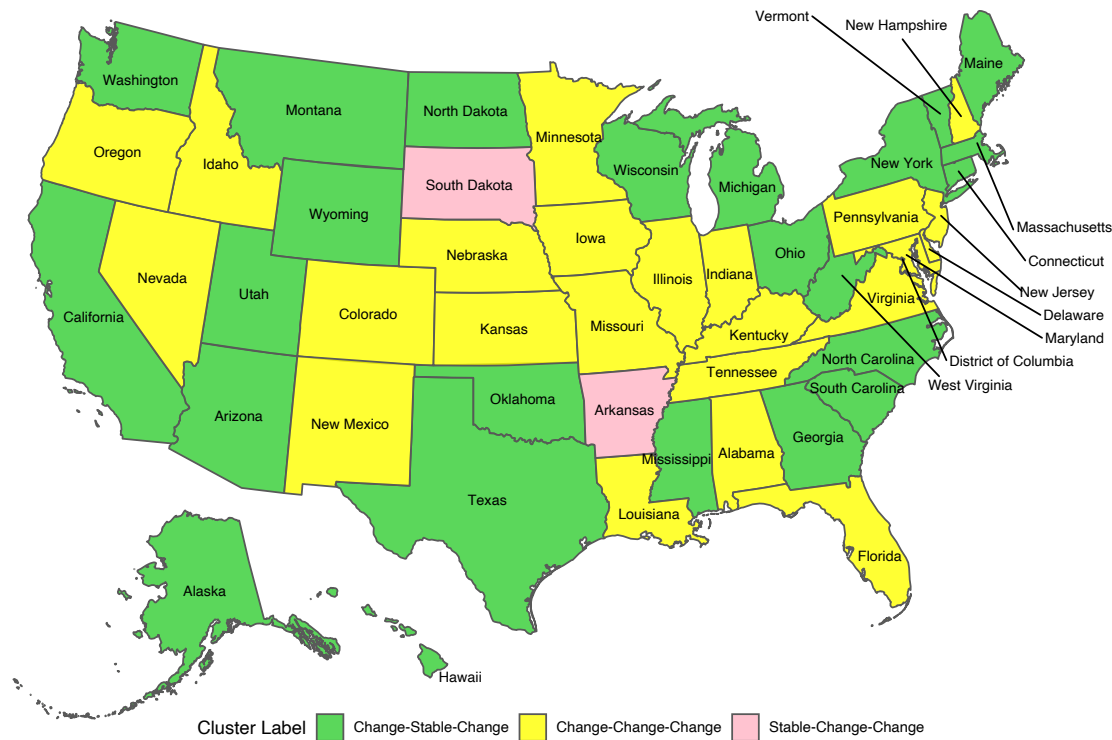 Vermont
New Hampshire
Maine
Washington
Montana
North Dakota
Minnesota
Oregon
Idaho
Wisconsin
Michigan
New York
South Dakota
Wyoming
Massachusetts
Pennsylvania
Iowa
Nebraska
Ohio
Connecticut
Nevada
Illinois
Indiana
Utah
New Jersey
Virginia
California
Colorado
Delaware
Kansas
Missouri
Kentucky
Maryland
North Carolina
District of Columbia
Tennessee
West Virginia
South Carolina
Oklahoma
Arkansas
Arizona
New Mexico
Georgia
Mississippi
Alabama
Texas
Louisiana
Florida
Alaska
Hawaii
Cluster Label Change-Stable-Change Change-Change-Change Stable-Change-Change